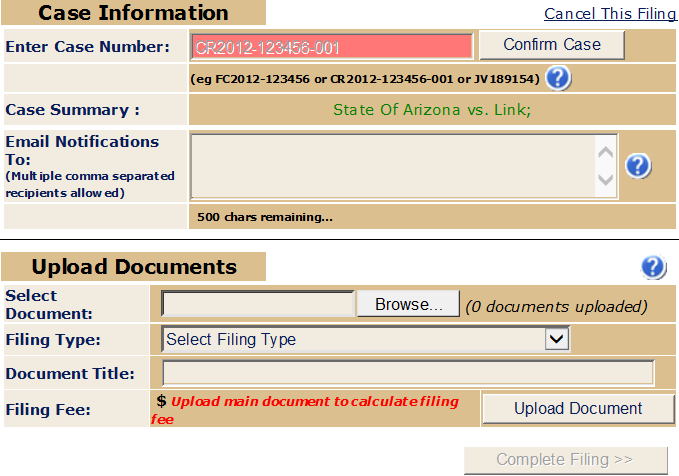 Case Information
Cancel This Filing
Enter Case Number:
CR2012-123456-001
Confirm Case
(eg FC2012-123456 or CR2012-123456-001 or JV189154)
?
Case Summary :
State Of Arizona vs. Link;
Email Notifications
To:
(Multiple comma separated
recipients allowed)
?
500 chars remaining...
Upload Documents
?
Select
Document:
Browse...
(0 documents uploaded)
Filing Type:
Select Filing Type
Document Title:
Filing Fee:
$ Upload main document to calculate filing
fee
Upload Document
Complete Filing >>